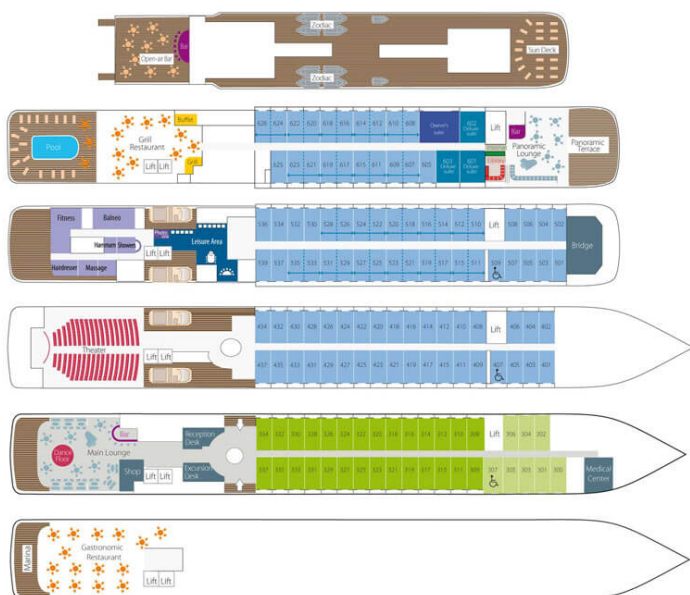 Zodiac
Open-air Bar
Bar
Sun Deck
Zodiac
Buffet
626 624 622 620 618 616 614 612 610 608
Owner's
suite
602
Deluxe
suite
Lift
Bar
Pool
Grill
Restaurant
Panoramic
Lounge
Panoramic
Terrace
Lift Lift
Grill
625 623 621 619 617 615 611 609 607 605
603
Deluxe
suite
601
Deluxe
suite
Fitness
Balneo
Hammam
Showers
Hairdresser
Massage
Lift Lift
Leisure Area
536 534 532 530 528 526 524 522 520 518 516 514 512 510 Lift 508 506 504 502
Bridge
539 537 535 533 531 529 527 525 523 521 519 517 515 511 509 507 505 503 501
Theater
Lift Lift
434 432 430 428 426 424 422 420 418 416 414 412 410 408 Lift 406 404 402
437 435 433 431 429 427 425 423 421 419 417 415 411 409 407 405 403 401
Bar
Dance
Floor
Main Lounge
Shop
Lift Lift
Reception
Desk
Excursion
Desk
334 332 330 328 326 324 322 320 318 316 314 312 310 308 Lift 306 304 302
337 335 333 331 329 327 325 323 321 319 317 315 311 309 307 305 303 301 300
Medical
Center
Marina
Gastronomic
Restaurant
Lift Lift